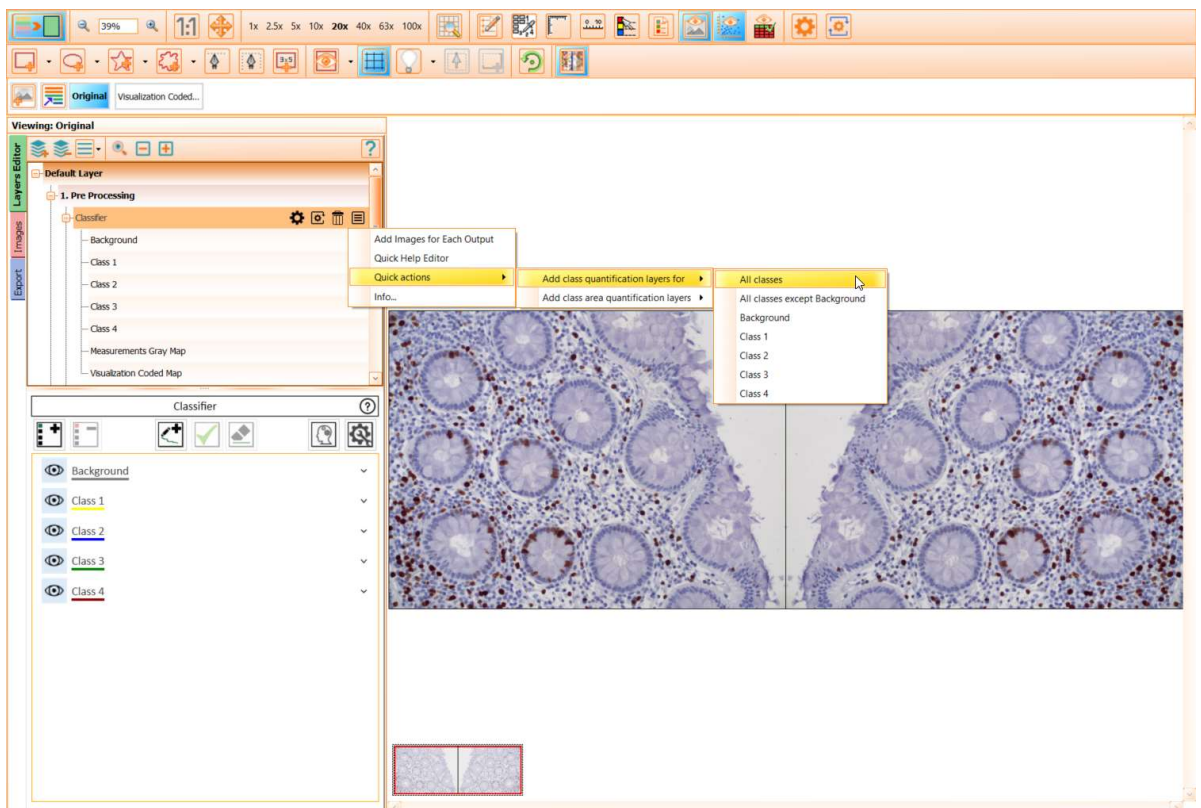 39% 1:1 1x 2.5x 5x 10x 20x 40x 63x 100x
Original Visualization Coded...
Viewing: Original
Layers Editor
Images
Export
?
Default Layer
1. Pre Processing
Classifier
Background
Class 1
Class 2
Class 3
Class 4
Measurements Gray Map
Visualization Coded Map
Add Images for Each Output
Quick Help Editor
Quick actions
Info...
Add class quantification layers for
Add class area quantification layers
All classes
All classes except Background
Background
Class 1
Class 2
Class 3
Class 4
Classifier
?
Background
Class 1
Class 2
Class 3
Class 4